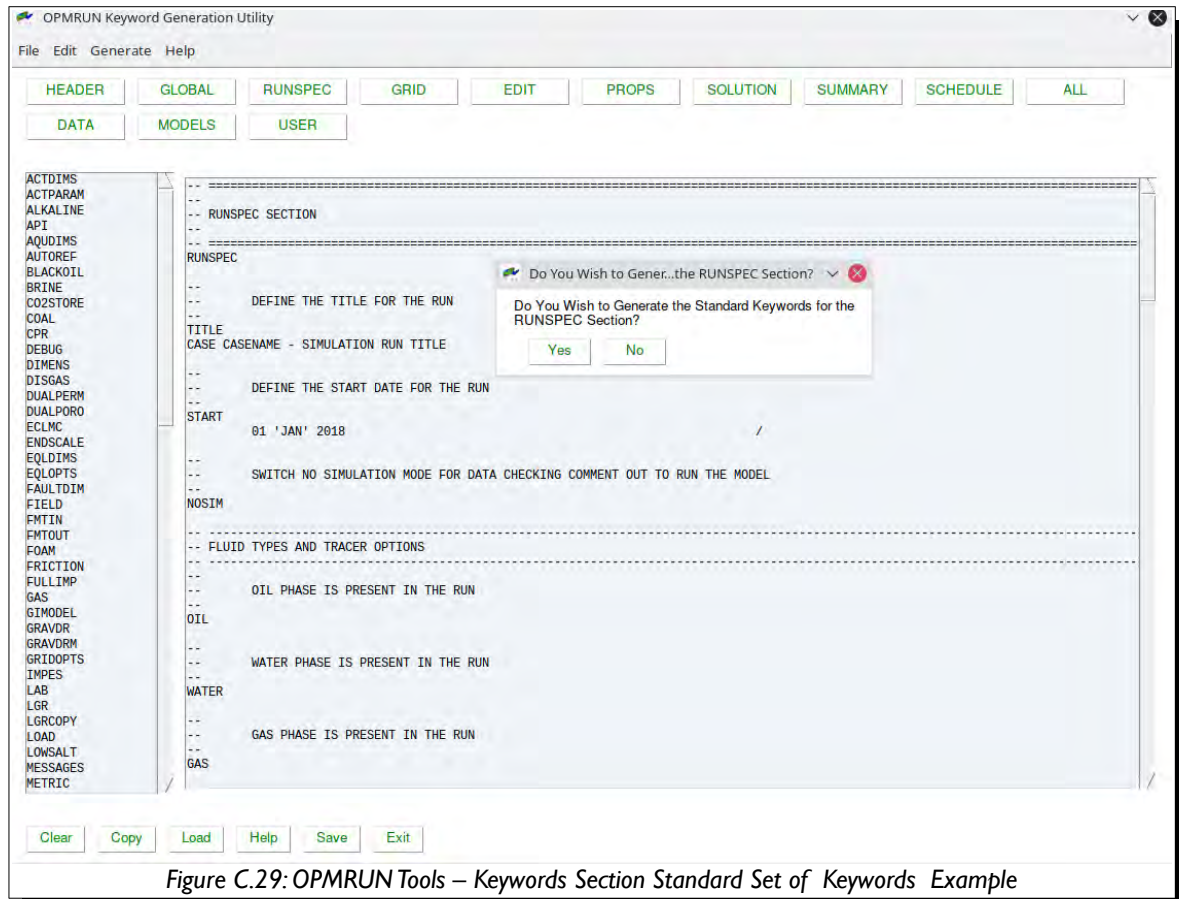 OPMRUN Keyword Generation Utility
File Edit Generate Help
HEADER GLOBAL RUNSPEC GRID EDIT PROPS SOLUTION SUMMARY SCHEDULE ALL
DATA MODELS USER
ACTDIMS
ACTPARAM
ALKALINE
API
AQUDIMS
AUTOREF
BLACKOIL
BRINE
CO2STORE
COAL
CPR
DEBUG
DIMENS
DISGAS
DUALPERM
DUALPORO
ECLMC
ENDSCALE
EQLDIMS
EQLOPTS
FAULTDIM
FIELD
FMTIN
FMTOUT
FOAM
FRICTION
FULLIMP
GAS
GIMODEL
GRAVDR
GRAVDRM
GRIDOPTS
IMPES
LAB
LGR
LGRCOPY
LOAD
LOWSALT
MESSAGES
METRIC
-- ==================================================================================================================
--
-- RUNSPEC SECTION
--
-- ==================================================================================================================
RUNSPEC
--
-- DEFINE THE TITLE FOR THE RUN
--
TITLE
CASE CASENAME - SIMULATION RUN TITLE
--
-- DEFINE THE START DATE FOR THE RUN
--
START
01 'JAN' 2018 /
--
-- SWITCH NO SIMULATION MODE FOR DATA CHECKING COMMENT OUT TO RUN THE MODEL
--
NOSIM
-- ------------------------------------------------------------------------------------------------------------------
-- FLUID TYPES AND TRACER OPTIONS
-- ------------------------------------------------------------------------------------------------------------------
--
-- OIL PHASE IS PRESENT IN THE RUN
--
OIL
--
-- WATER PHASE IS PRESENT IN THE RUN
--
WATER
--
-- GAS PHASE IS PRESENT IN THE RUN
--
GAS
Do You Wish to Gener...the RUNSPEC Section?
Do You Wish to Generate the Standard Keywords for the
RUNSPEC Section?
Yes No
Clear Copy Load Help Save Exit
Figure C.29: OPMRUN Tools – Keywords Section Standard Set of Keywords Example